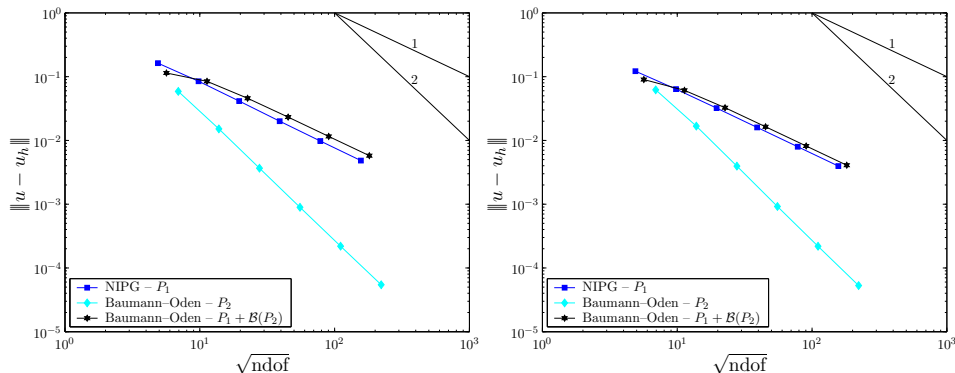 10^0
10^-1
10^-2
10^-3
10^-4
10^-5
|||u − u_h|||
1
2
NIPG – P_1
Baumann–Oden – P_2
Baumann–Oden – P_1 + B(P_2)
10^0
10^1
10^2
10^3
√ndof
10^0
10^-1
10^-2
10^-3
10^-4
10^-5
|||u − u_h|||
1
2
NIPG – P_1
Baumann–Oden – P_2
Baumann–Oden – P_1 + B(P_2)
10^0
10^1
10^2
10^3
√ndof